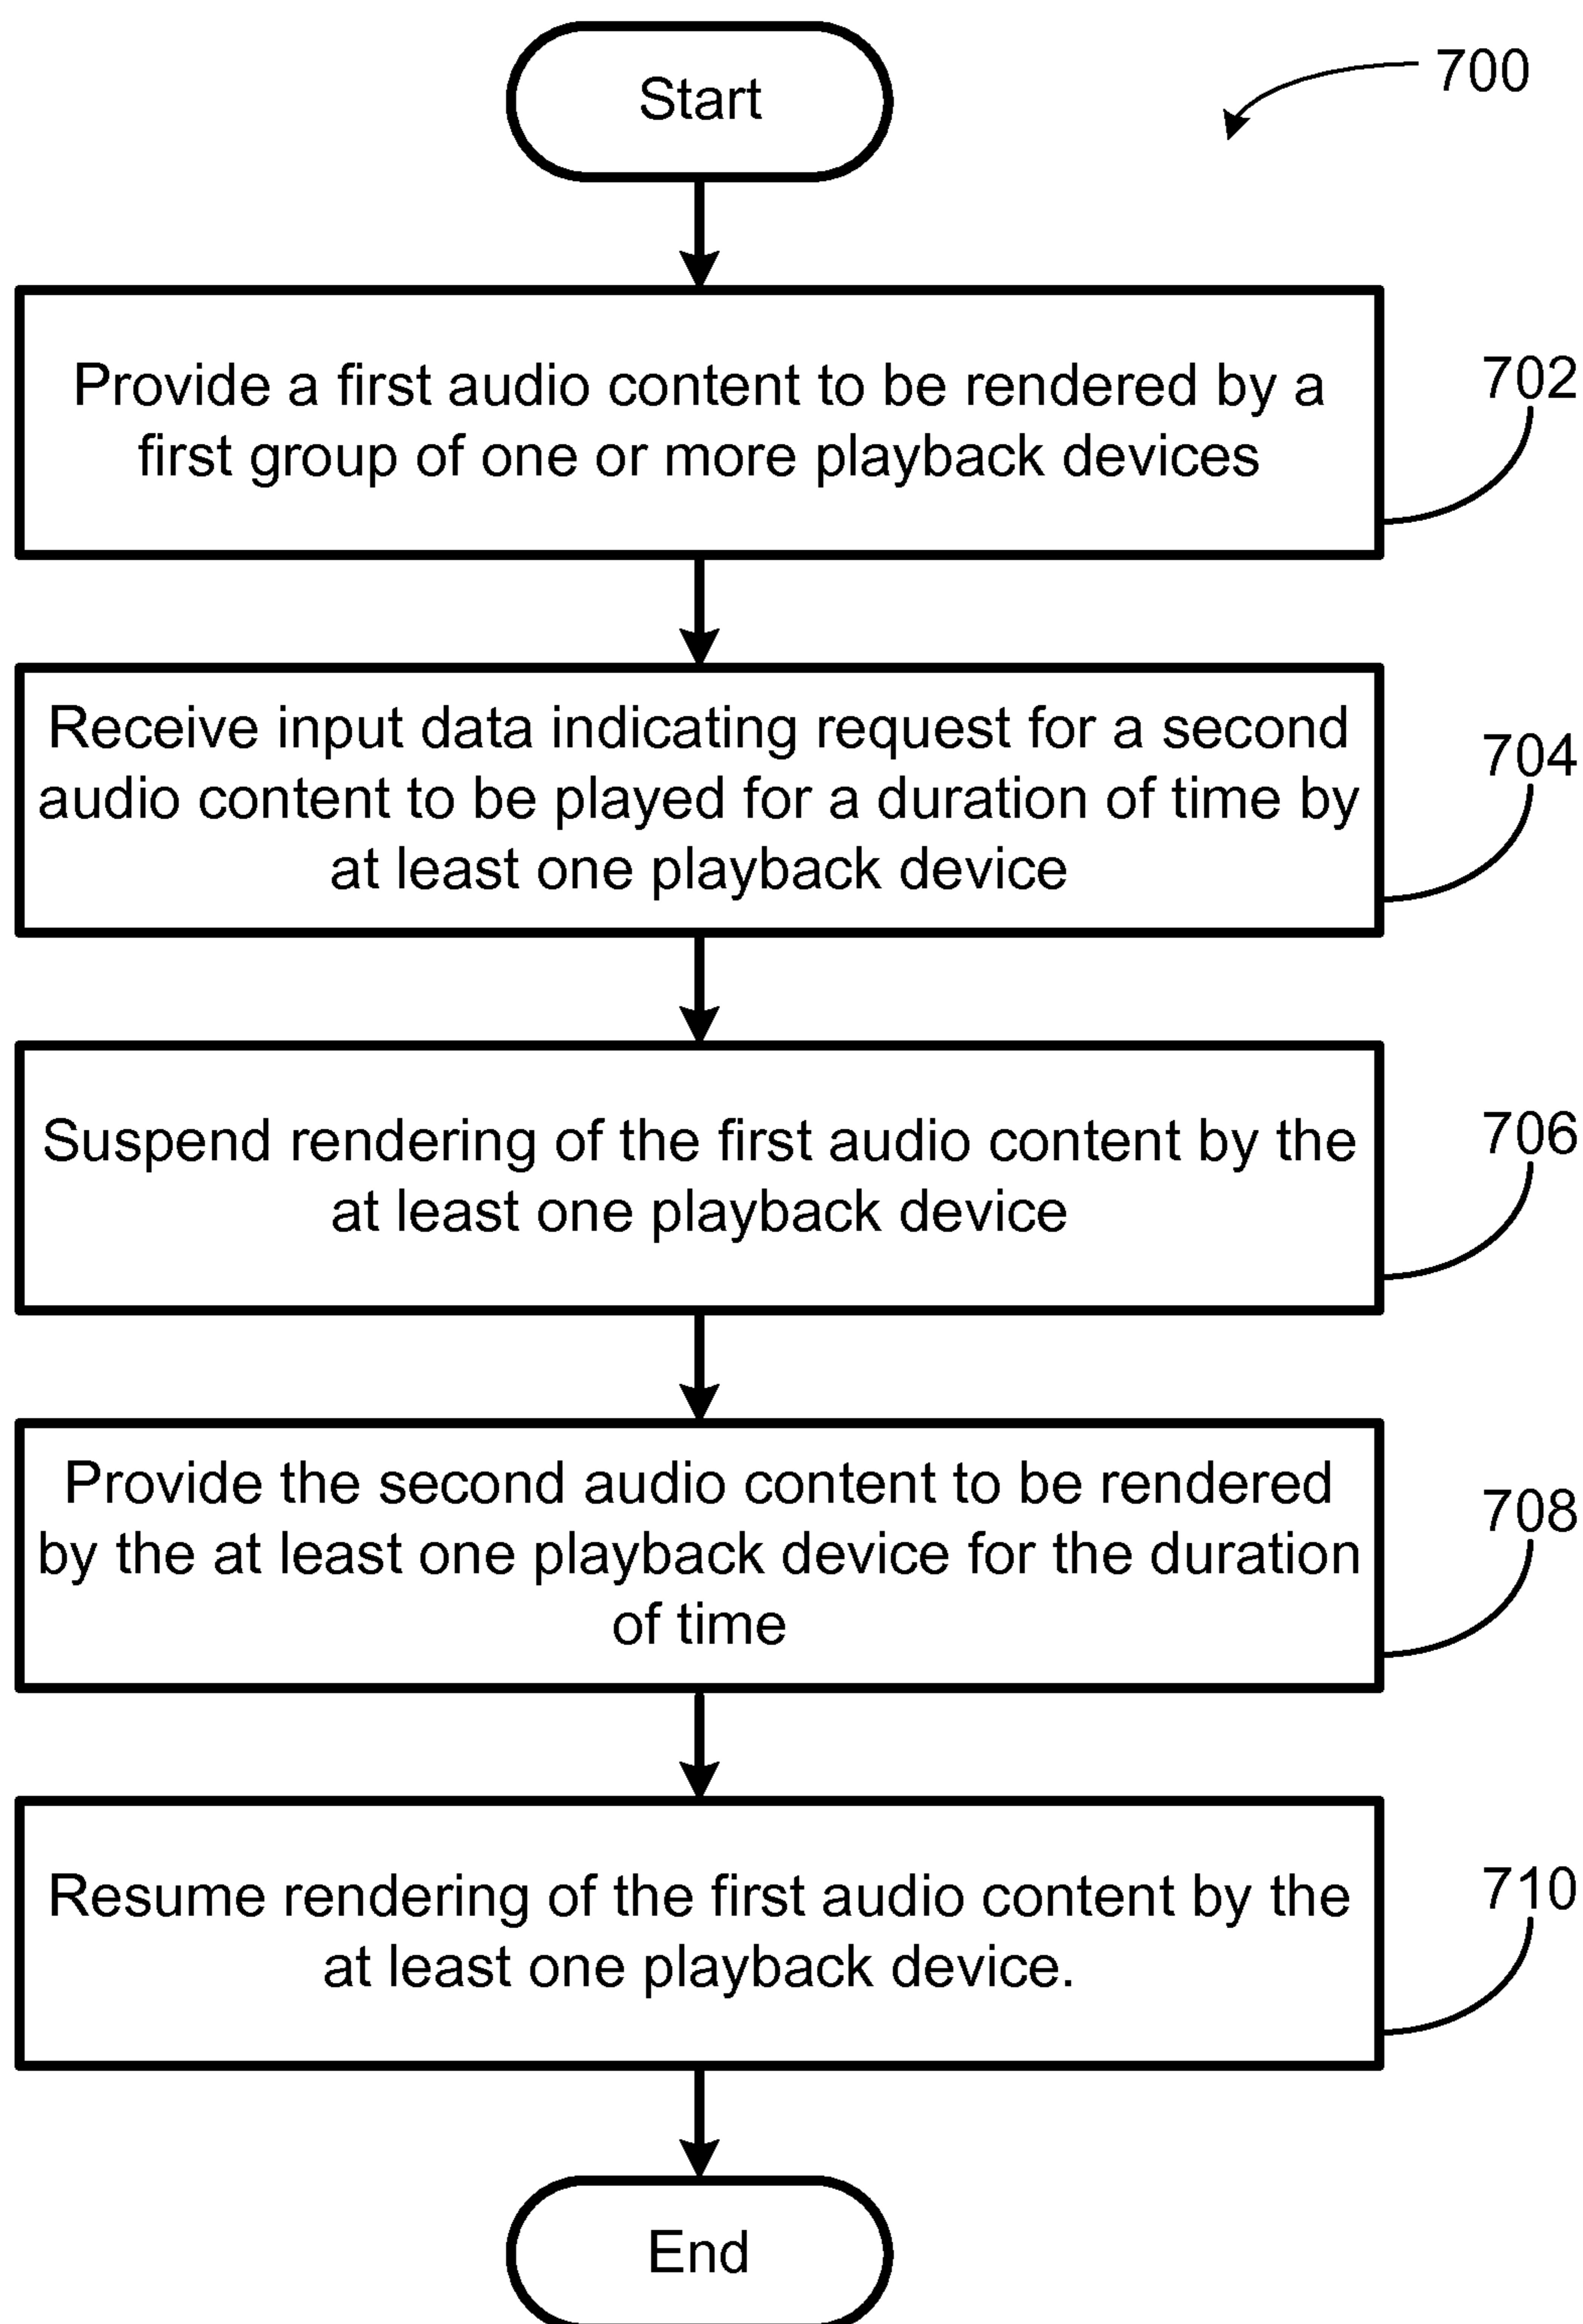 Start
700
Provide a first audio content to be rendered by a
first group of one or more playback devices
702
Receive input data indicating request for a second
audio content to be played for a duration of time by
at least one playback device
704
Suspend rendering of the first audio content by the
at least one playback device
706
Provide the second audio content to be rendered
by the at least one playback device for the duration
of time
708
Resume rendering of the first audio content by the
at least one playback device.
710
End